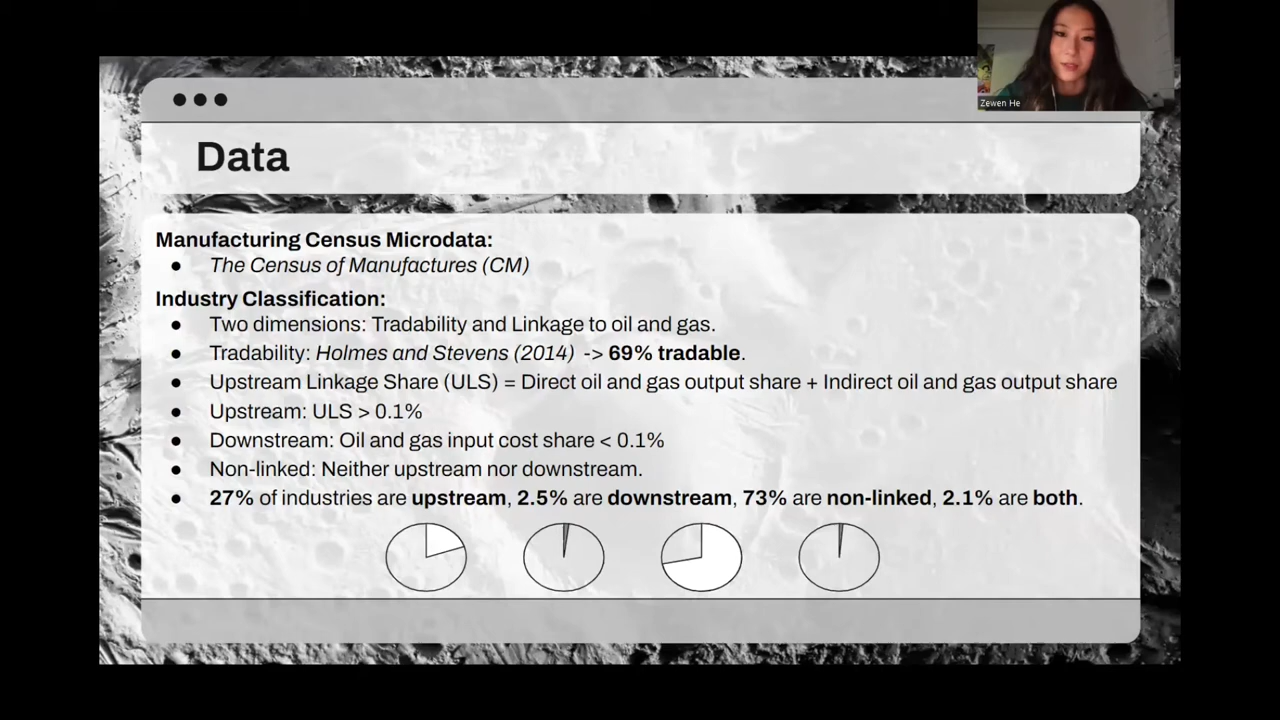 Zewen He
Data
Manufacturing Census Microdata:
● The Census of Manufactures (CM)
Industry Classification:
● Two dimensions: Tradability and Linkage to oil and gas.
● Tradability: Holmes and Stevens (2014) -> 69% tradable.
● Upstream Linkage Share (ULS) = Direct oil and gas output share + Indirect oil and gas output share
● Upstream: ULS > 0.1%
● Downstream: Oil and gas input cost share < 0.1%
● Non-linked: Neither upstream nor downstream.
● 27% of industries are upstream, 2.5% are downstream, 73% are non-linked, 2.1% are both.